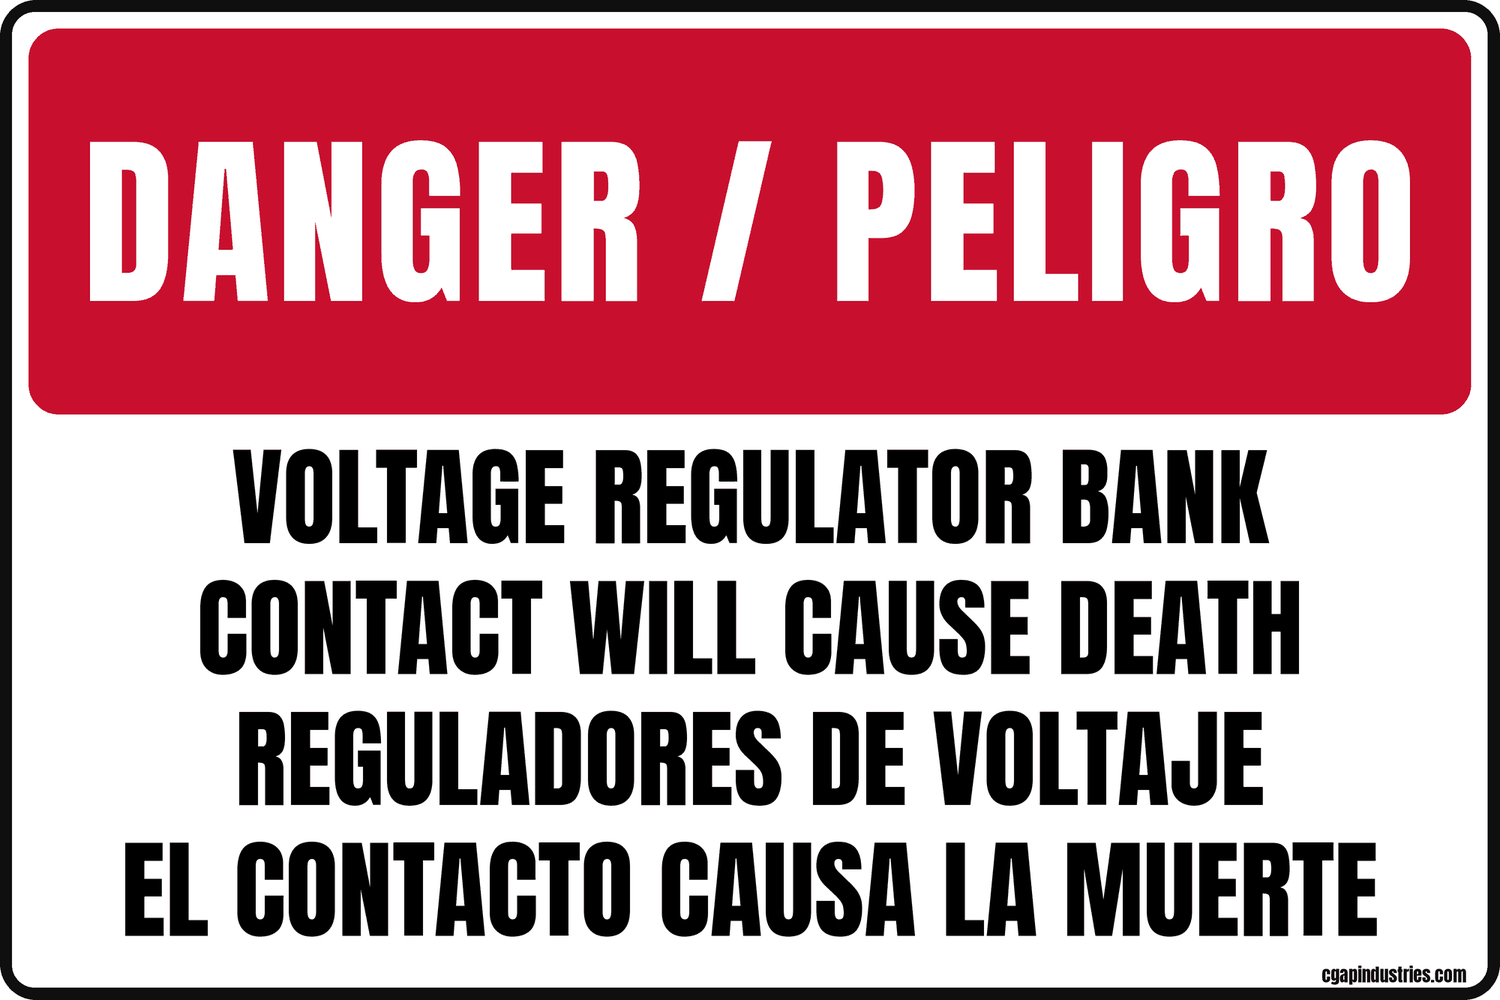 DANGER / PELIGRO
VOLTAGE REGULATOR BANK
CONTACT WILL CAUSE DEATH
REGULADORES DE VOLTAJE
EL CONTACTO CAUSA LA MUERTE
cgapindustries.com